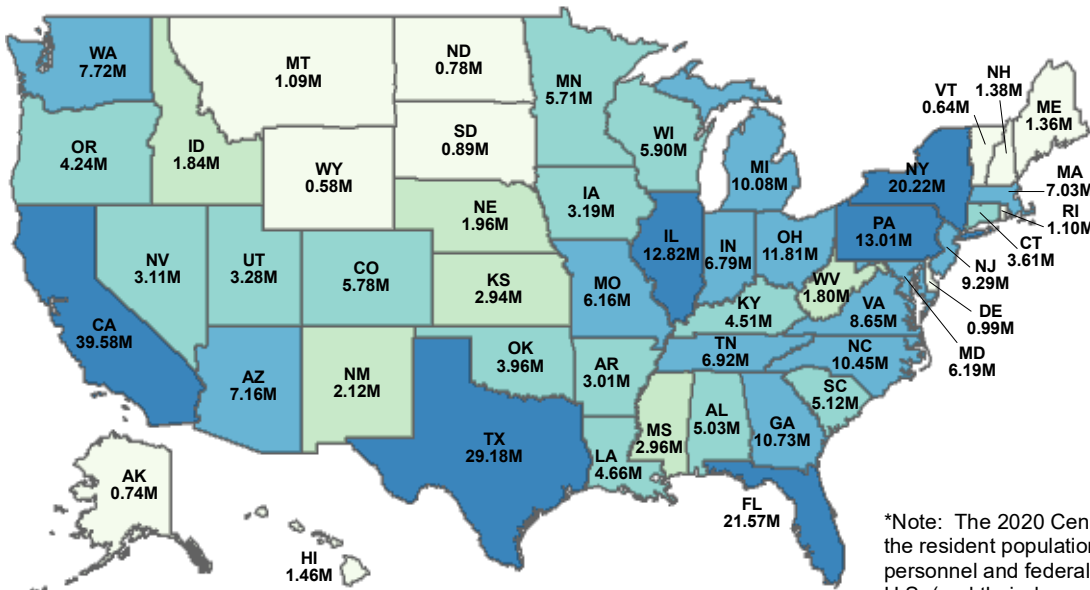 WA
7.72M
MT
1.09M
ND
0.78M
MN
5.71M
VT
0.64M
NH
1.38M
ME
1.36M
OR
4.24M
ID
1.84M
SD
0.89M
WI
5.90M
MI
10.08M
NY
20.22M
MA
7.03M
WY
0.58M
IA
3.19M
RI
1.10M
NE
1.96M
PA
13.01M
CT
3.61M
NV
3.11M
UT
3.28M
CO
5.78M
IL
12.82M
IN
6.79M
OH
11.81M
NJ
9.29M
KS
2.94M
MO
6.16M
WV
1.80M
VA
8.65M
DE
0.99M
CA
39.58M
KY
4.51M
MD
6.19M
AZ
7.16M
NM
2.12M
OK
3.96M
AR
3.01M
TN
6.92M
NC
10.45M
SC
5.12M
MS
2.96M
AL
5.03M
GA
10.73M
TX
29.18M
LA
4.66M
AK
0.74M
FL
21.57M
HI
1.46M
*Note: The 2020 Cen
the resident population
personnel and federal